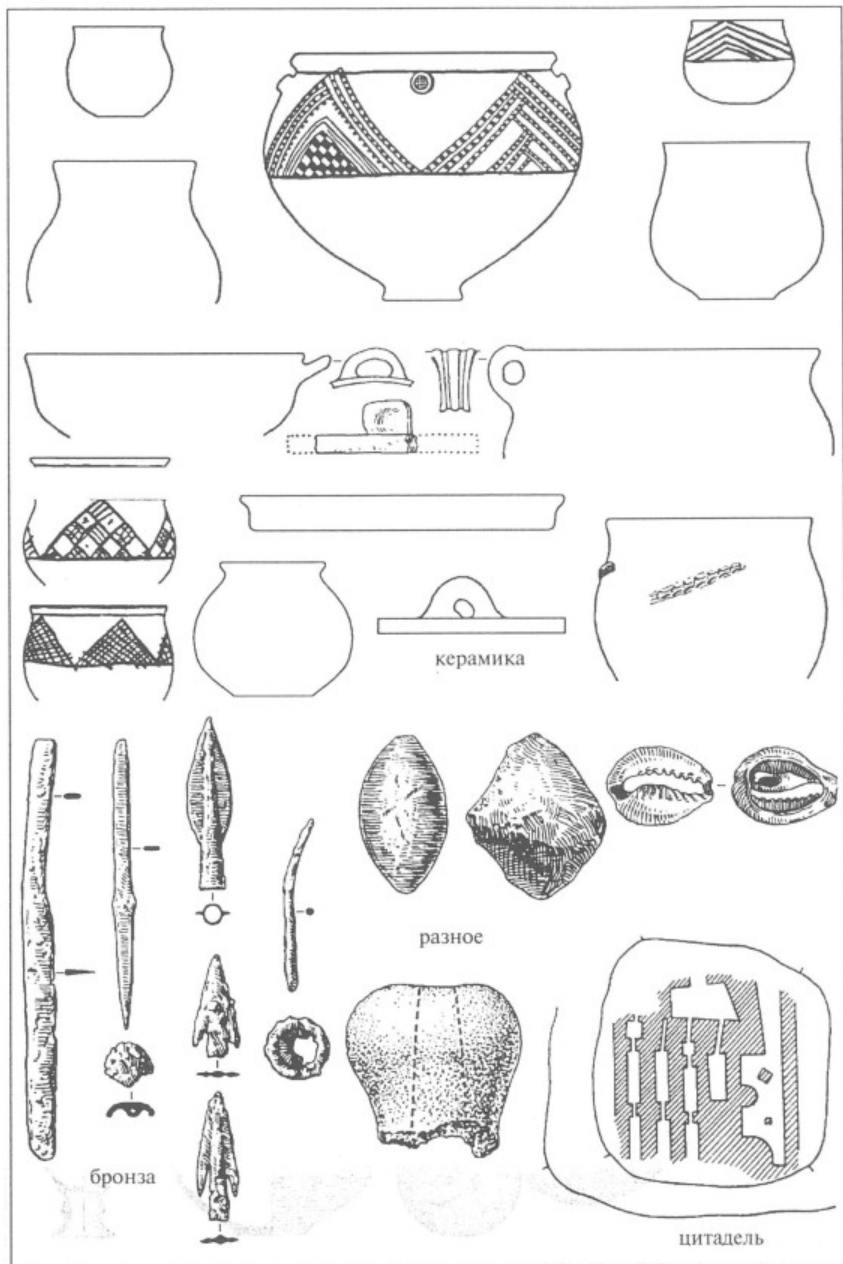 керамика
разное
бронза
цитадель